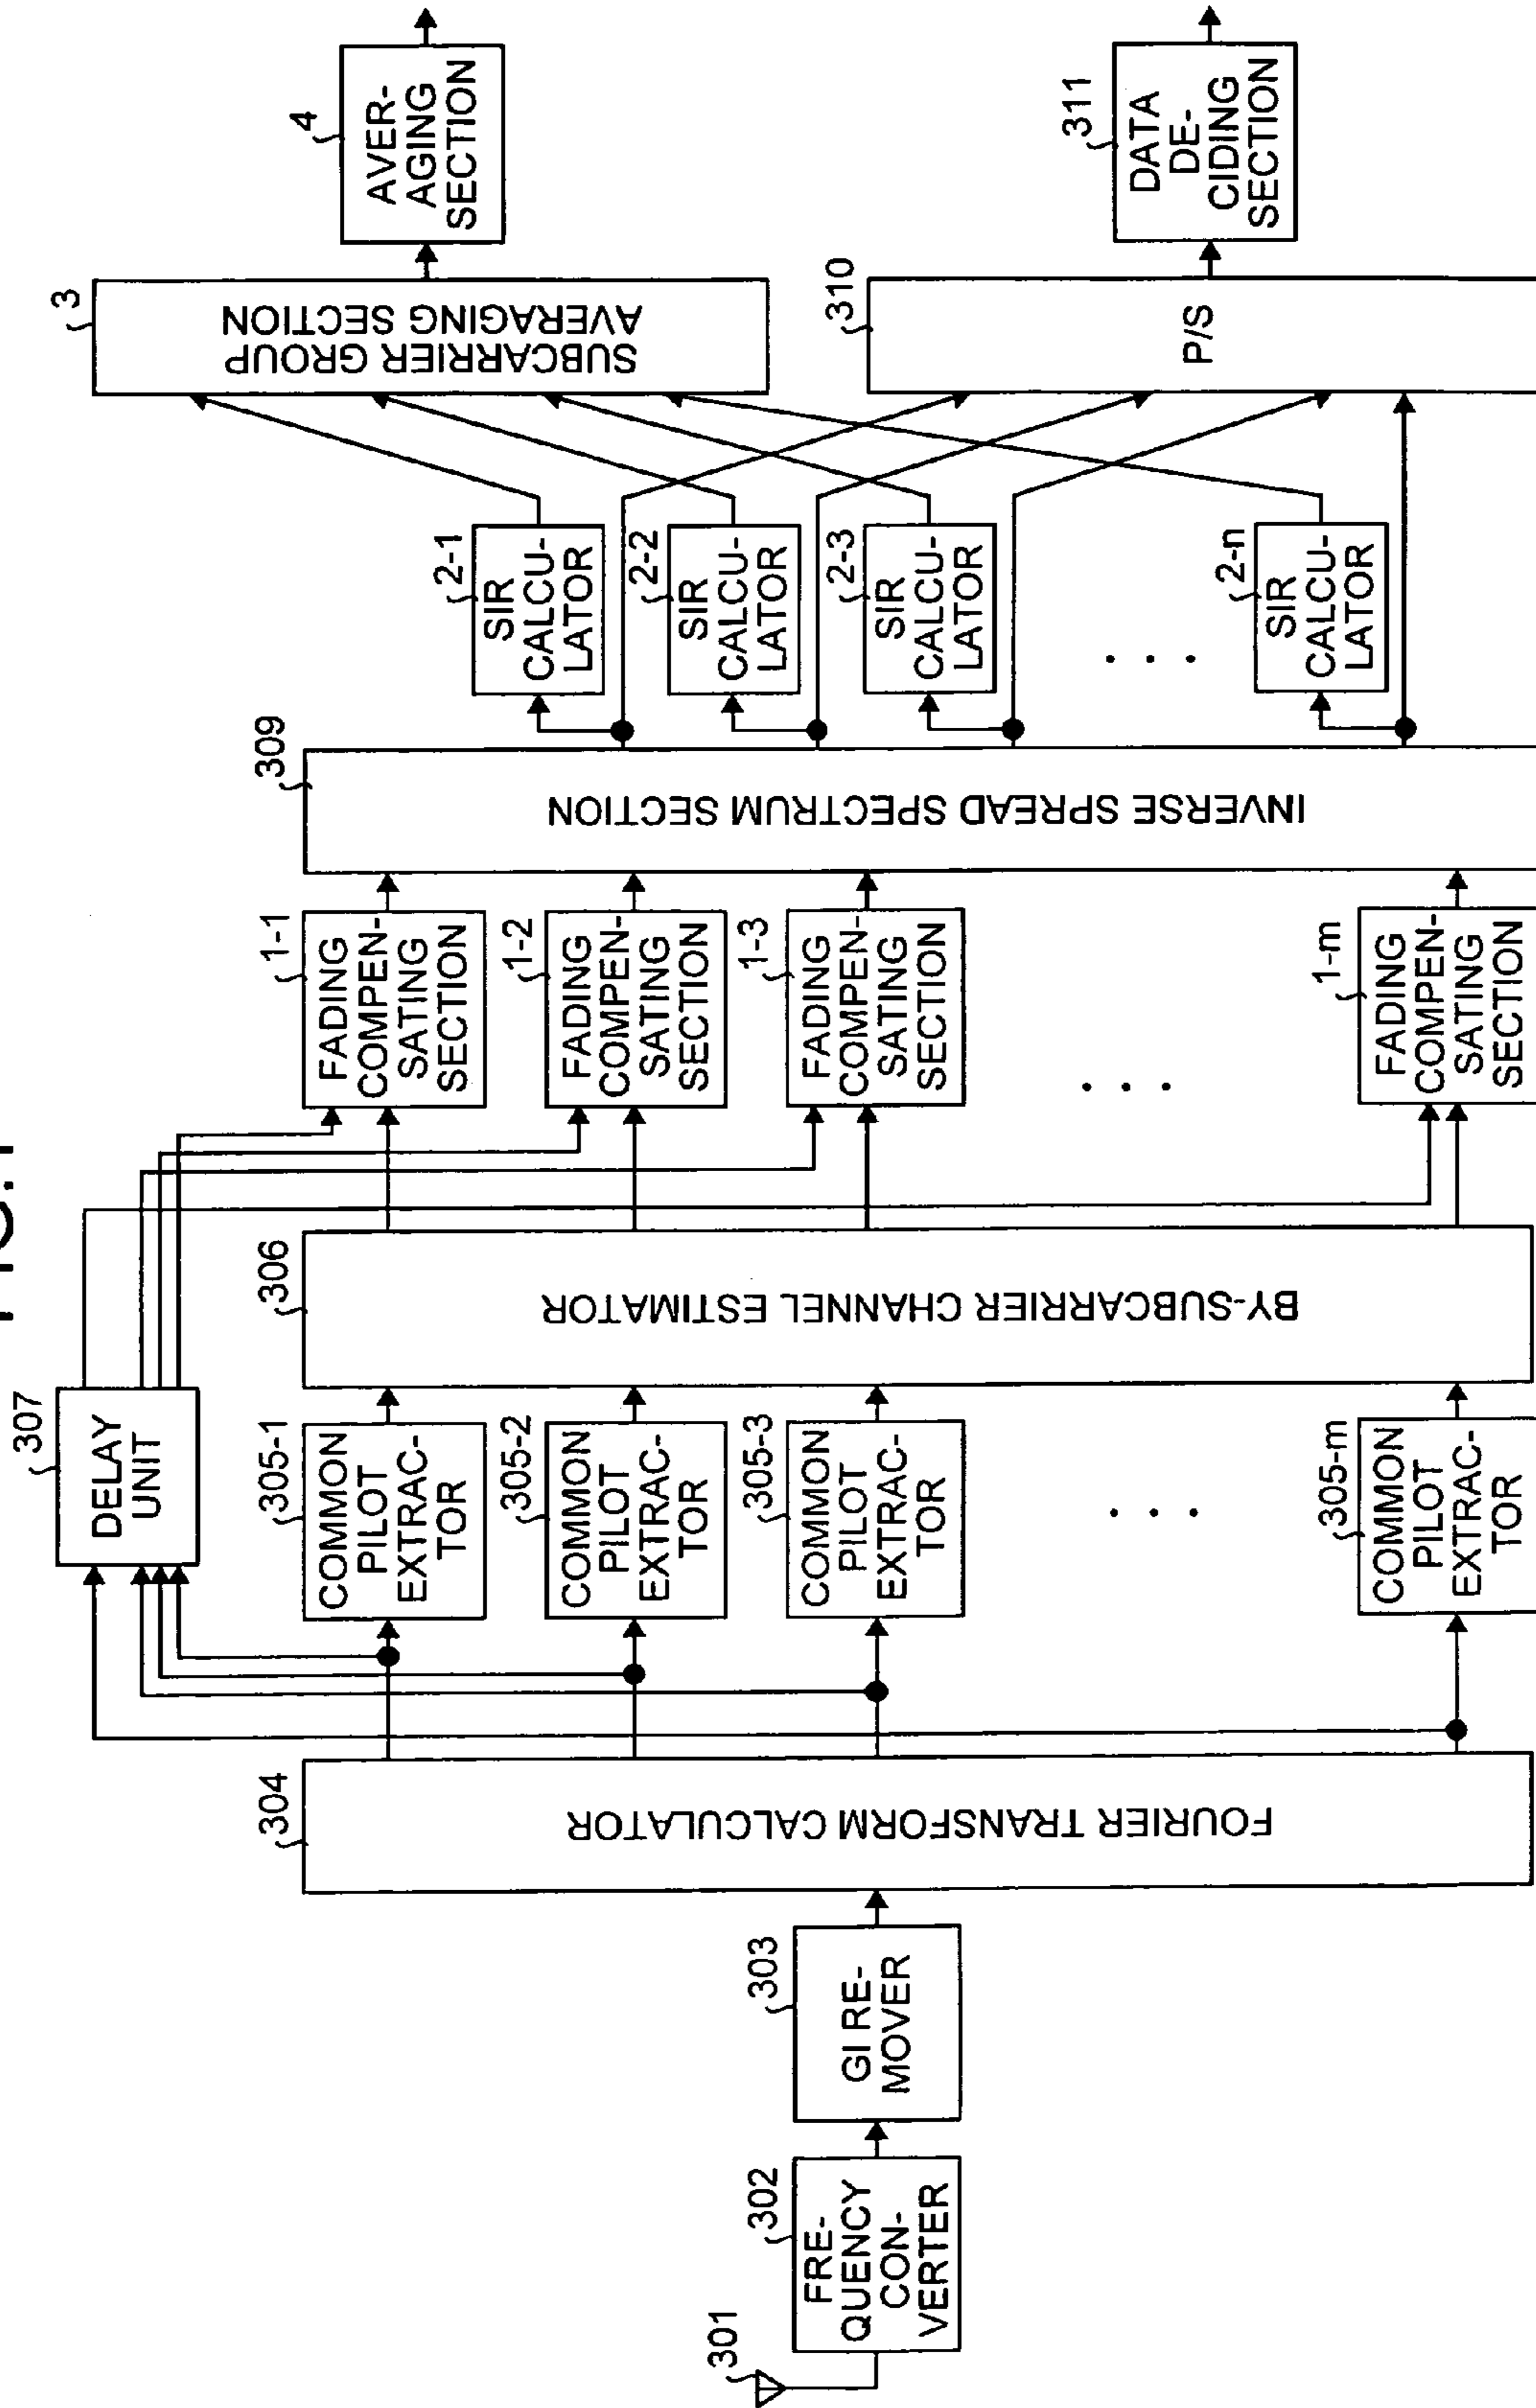 FIG.1
301
302
FRE-
QUENCY
CON-
VERTER
303
GI RE-
MOVER
304
FOURIER TRANSFORM CALCULATOR
307
DELAY
UNIT
305-1
COMMON
PILOT
EXTRAC-
TOR
305-2
COMMON
PILOT
EXTRAC-
TOR
305-3
COMMON
PILOT
EXTRAC-
TOR
. . .
305-m
COMMON
PILOT
EXTRAC-
TOR
306
BY-SUBCARRIER CHANNEL ESTIMATOR
1-1
FADING
COMPEN-
SATING
SECTION
1-2
FADING
COMPEN-
SATING
SECTION
1-3
FADING
COMPEN-
SATING
SECTION
. . .
1-m
FADING
COMPEN-
SATING
SECTION
309
INVERSE SPREAD SPECTRUM SECTION
2-1
SIR
CALCU-
LATOR
2-2
SIR
CALCU-
LATOR
2-3
SIR
CALCU-
LATOR
. . .
2-n
SIR
CALCU-
LATOR
3
SUBCARRIER GROUP
AVERAGING SECTION
4
AVER-
AGING
SECTION
310
P/S
311
DATA
DE-
CIDING
SECTION